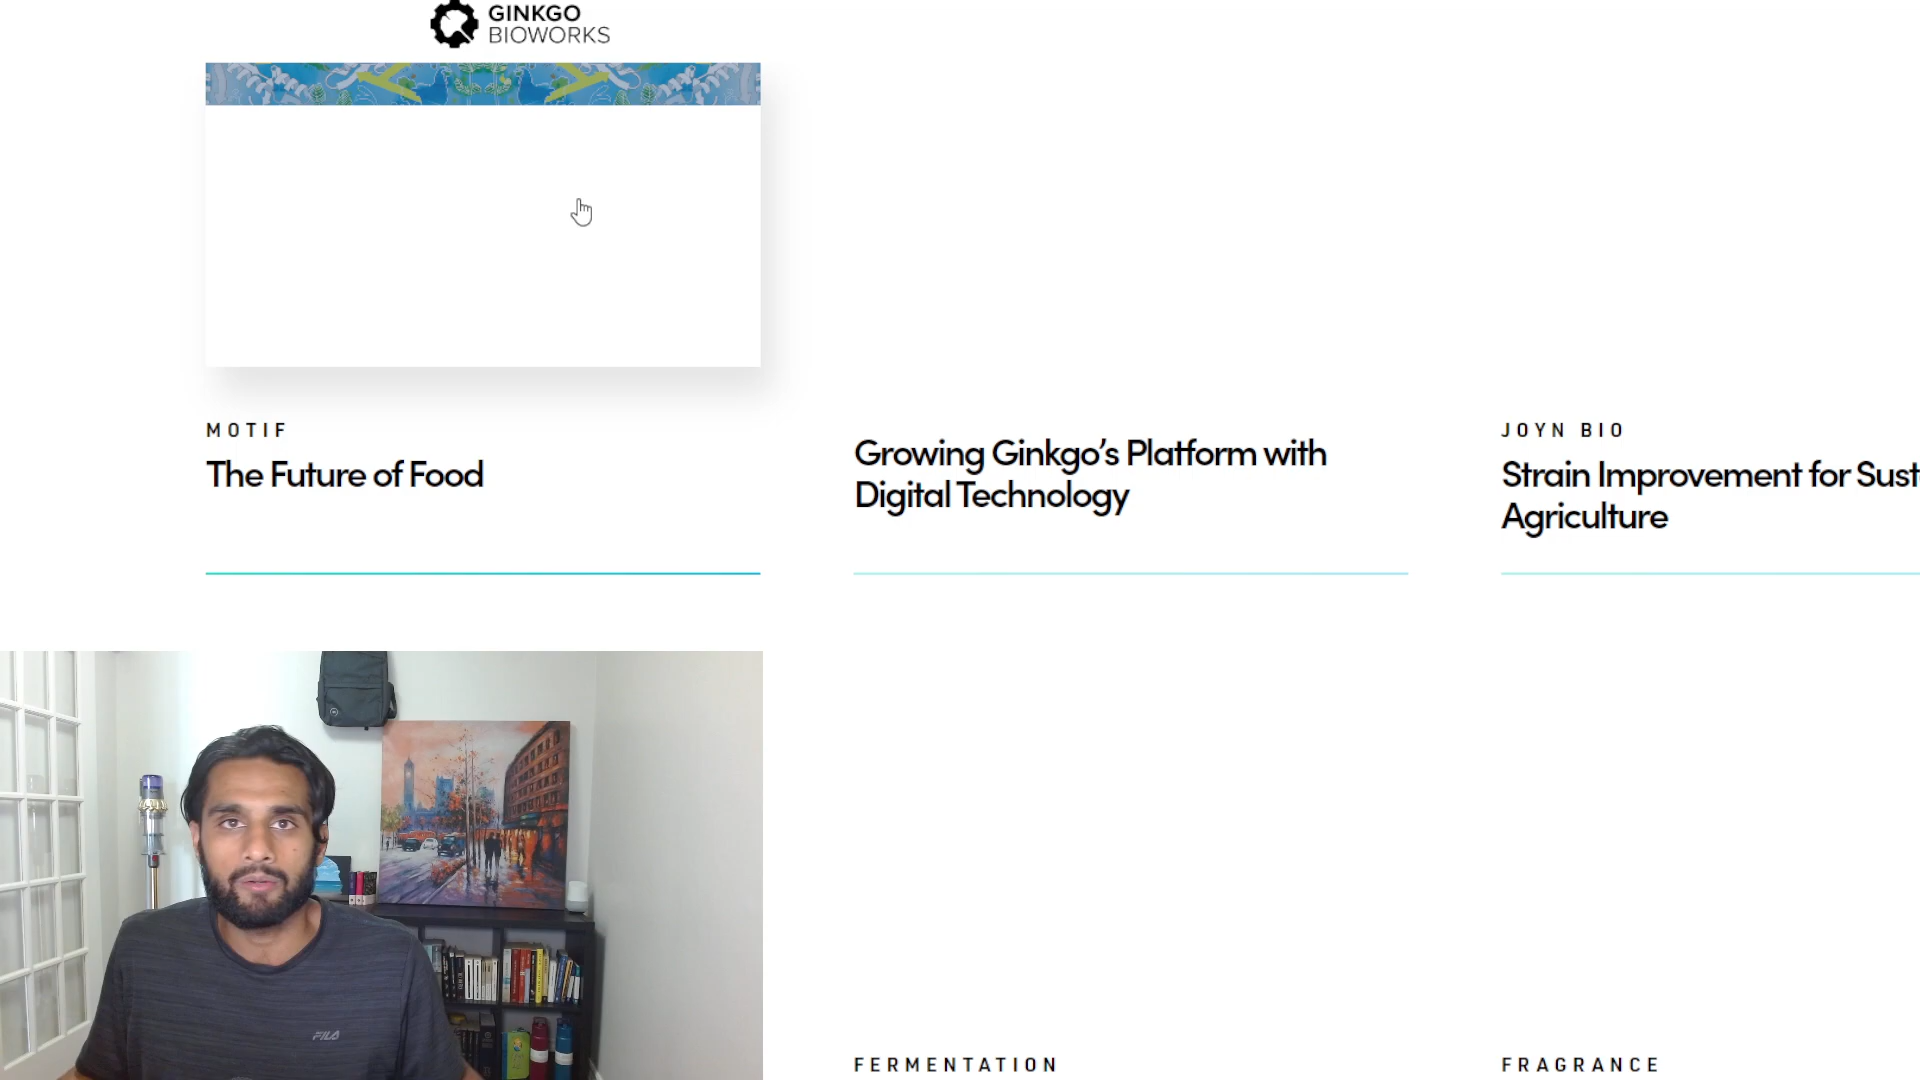 GINKGO
BIOWORKS
MOTIF
The Future of Food
Growing Ginkgo’s Platform with
Digital Technology
JOYN BIO
Strain Improvement for Sust
Agriculture
FILA
FERMENTATION
FRAGRANCE